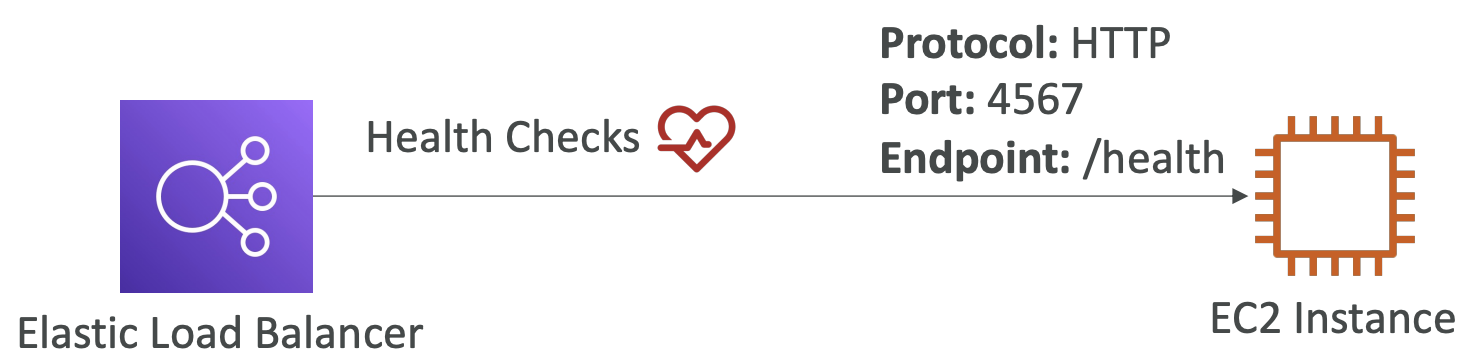 Protocol: HTTP
Port: 4567
Health Checks
Endpoint: /health
Elastic Load Balancer
EC2 Instance